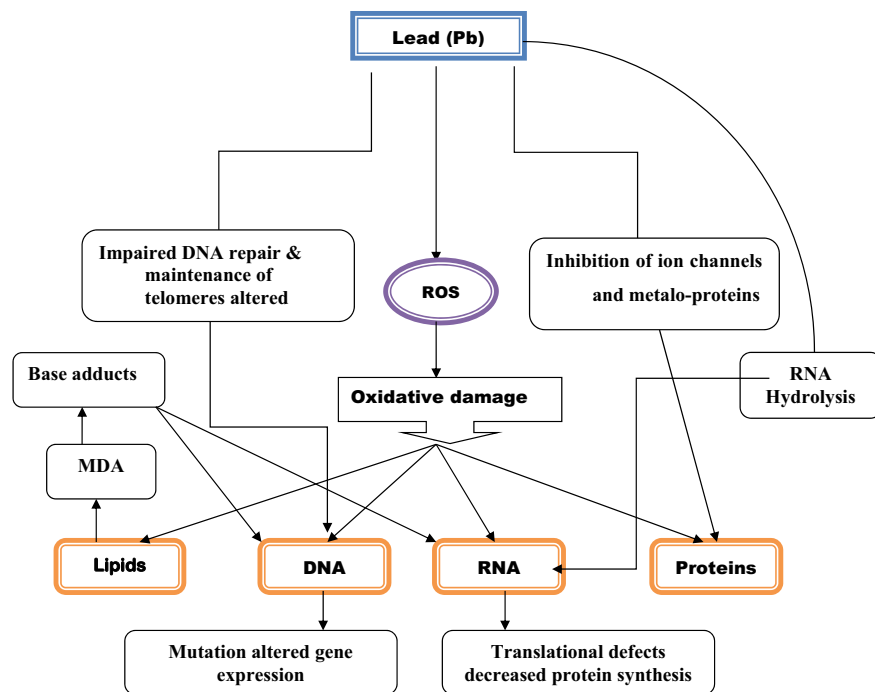 Lead (Pb)
Impaired DNA repair &
maintenance of
telomeres altered
ROS
Inhibition of ion channels
and metalo-proteins
Base adducts
Oxidative damage
RNA
Hydrolysis
MDA
Lipids
DNA
RNA
Proteins
Mutation altered gene
expression
Translational defects
decreased protein synthesis